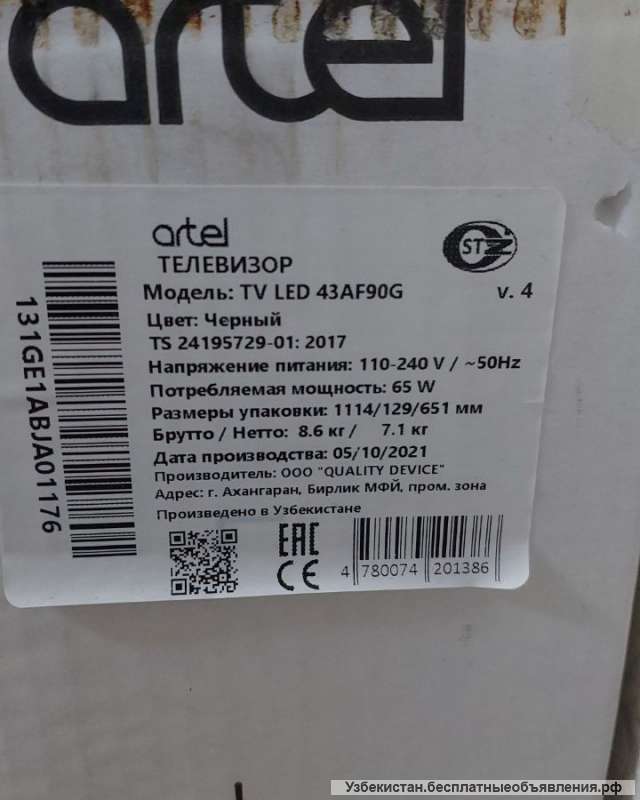 artel
artel
STZ
ТЕЛЕВИЗОР
Модель: TV LED 43AF90G v. 4
Цвет: Черный
TS 24195729-01: 2017
Напряжение питания: 110-240 V / ~50Hz
Потребляемая мощность: 65 W
Размеры упаковки: 1114/129/651 мм
Брутто / Нетто: 8.6 кг / 7.1 кг
Дата производства: 05/10/2021
Производитель: ООО "QUALITY DEVICE"
Адрес: г. Ахангаран, Бирлик МФЙ, пром. зона
Произведено в Узбекистане
131GE1ABJA01176
EAC
CE
4 780074 201386
Узбекистан.бесплатныеобъявления.рф